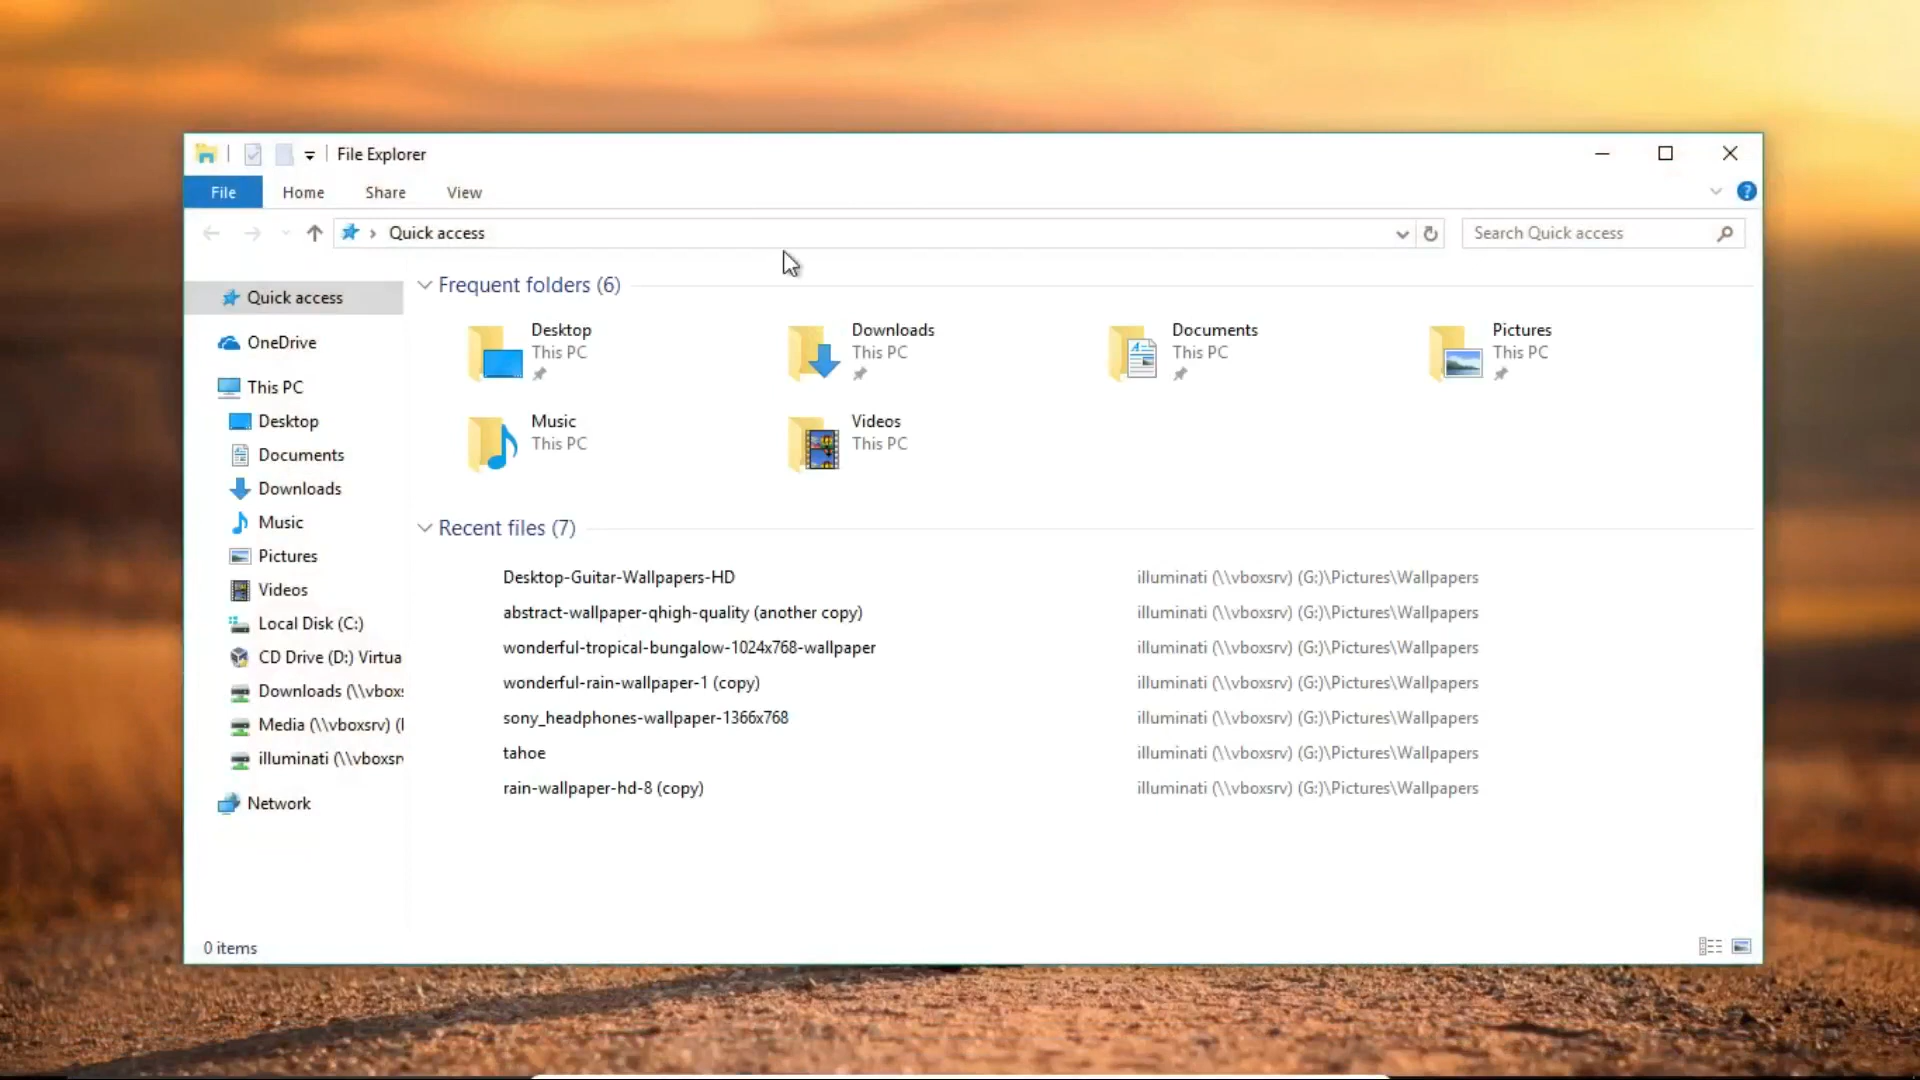 File Explorer
File Home Share View
Quick access
Search Quick access
Quick access
OneDrive
This PC
Desktop
Documents
Downloads
Music
Pictures
Videos
Local Disk (C:)
CD Drive (D:) Virtua
Downloads (\\vbox
Media (\\vboxsrv) (
illuminati (\\vboxsr
Network
Frequent folders (6)
Desktop
This PC
Downloads
This PC
Documents
This PC
Pictures
This PC
Music
This PC
Videos
This PC
Recent files (7)
Desktop-Guitar-Wallpapers-HD illuminati (\\vboxsrv) (G:)\Pictures\Wallpapers
abstract-wallpaper-qhigh-quality (another copy) illuminati (\\vboxsrv) (G:)\Pictures\Wallpapers
wonderful-tropical-bungalow-1024x768-wallpaper illuminati (\\vboxsrv) (G:)\Pictures\Wallpapers
wonderful-rain-wallpaper-1 (copy) illuminati (\\vboxsrv) (G:)\Pictures\Wallpapers
sony_headphones-wallpaper-1366x768 illuminati (\\vboxsrv) (G:)\Pictures\Wallpapers
tahoe illuminati (\\vboxsrv) (G:)\Pictures\Wallpapers
rain-wallpaper-hd-8 (copy) illuminati (\\vboxsrv) (G:)\Pictures\Wallpapers
0 items